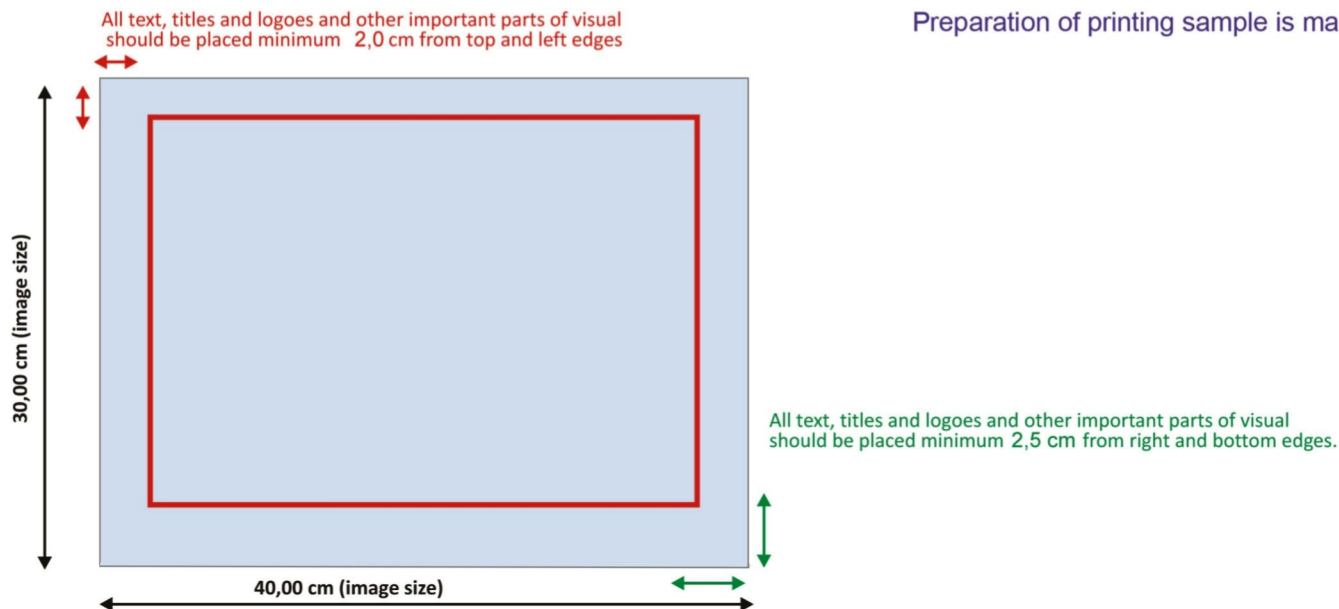 All text, titles and logoes and other important parts of visual
should be placed minimum 2,0 cm from top and left edges
Preparation of printing sample is
30,00 cm (image size)
All text, titles and logoes and other important parts of visual
should be placed minimum 2,5 cm from right and bottom edges.
40,00 cm (image size)